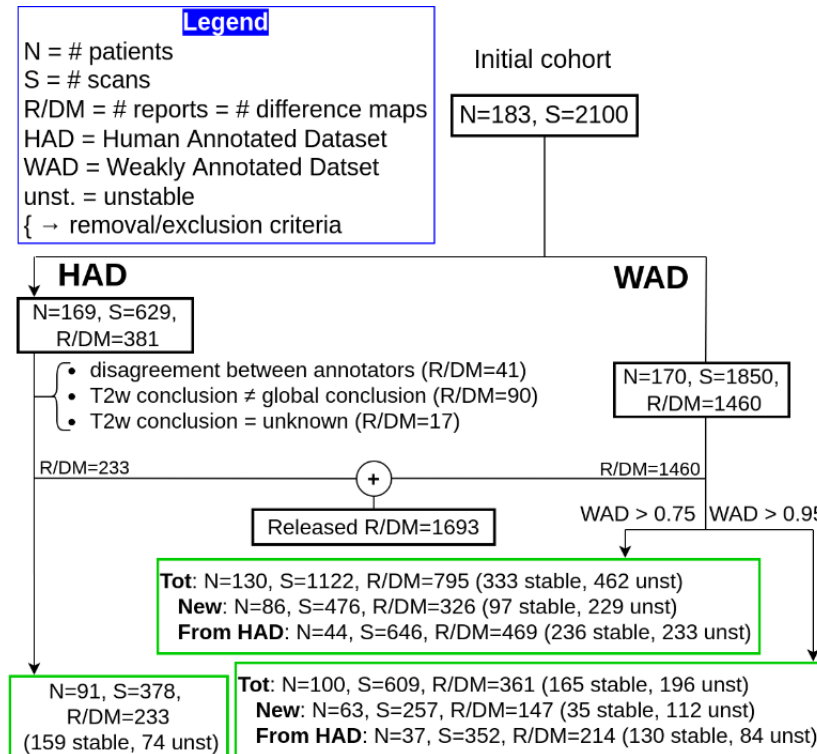 Legend
N = # patients
S = # scans
R/DM = # reports = # difference maps
HAD = Human Annotated Dataset
WAD = Weakly Annotated Datset
unst. = unstable
{ → removal/exclusion criteria
Initial cohort
N=183, S=2100
HAD
WAD
N=169, S=629,
R/DM=381
• disagreement between annotators (R/DM=41)
• T2w conclusion ≠ global conclusion (R/DM=90)
• T2w conclusion = unknown (R/DM=17)
N=170, S=1850,
R/DM=1460
R/DM=233
+
R/DM=1460
Released R/DM=1693
WAD > 0.75
WAD > 0.95
Tot: N=130, S=1122, R/DM=795 (333 stable, 462 unst)
New: N=86, S=476, R/DM=326 (97 stable, 229 unst)
From HAD: N=44, S=646, R/DM=469 (236 stable, 233 unst)
N=91, S=378,
R/DM=233
(159 stable, 74 unst)
Tot: N=100, S=609, R/DM=361 (165 stable, 196 unst)
New: N=63, S=257, R/DM=147 (35 stable, 112 unst)
From HAD: N=37, S=352, R/DM=214 (130 stable, 84 unst)